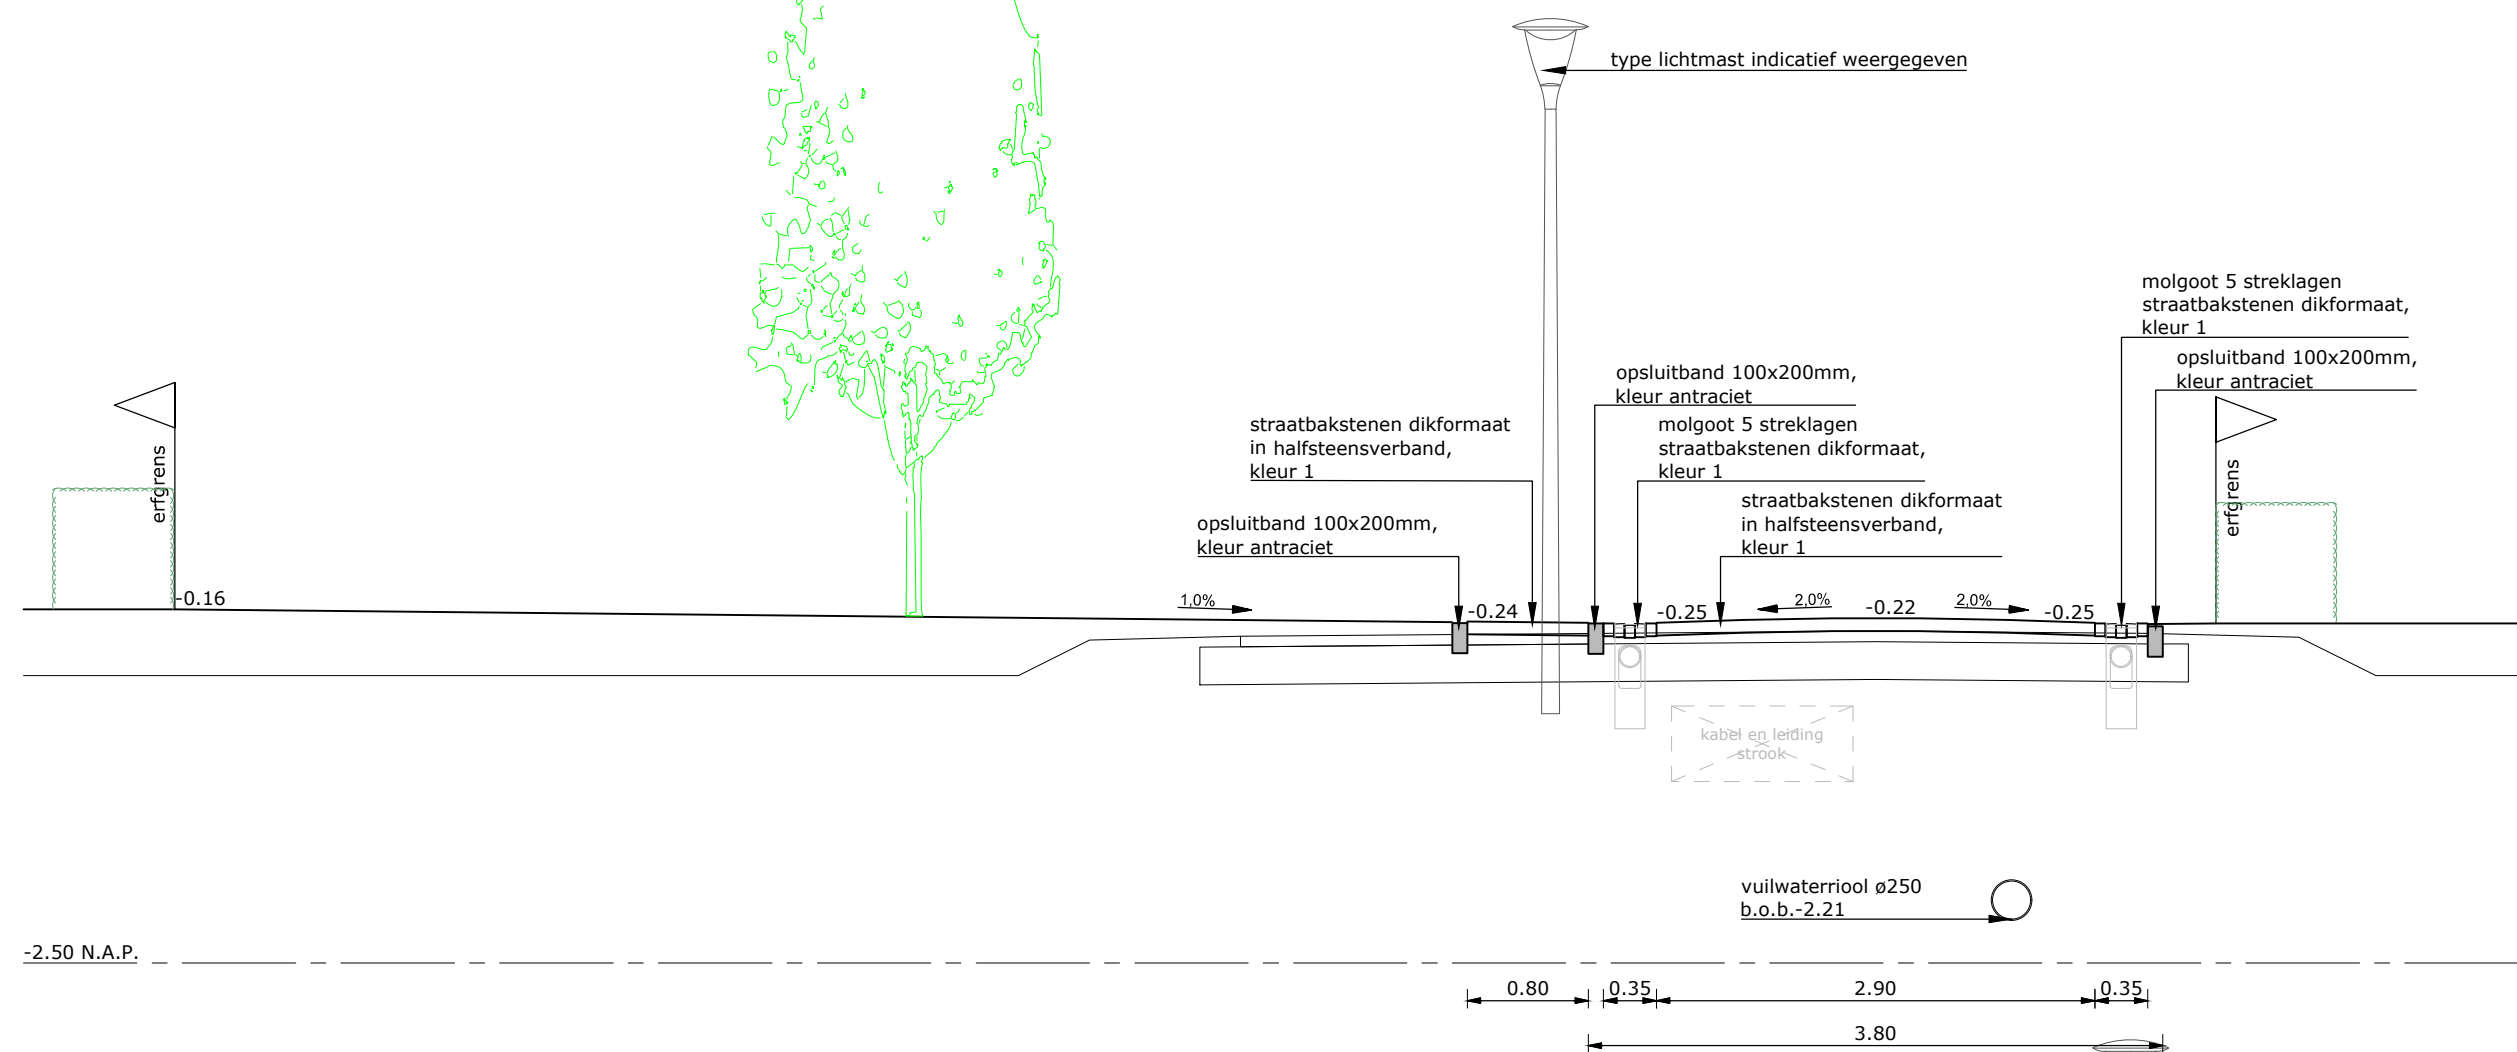 type lichtmast indicatief weergegeven
molgoot 5 streklagen
straatbakstenen dikformaat,
kleur 1
opsluitband 100x200mm,
kleur antraciet
opsluitband 100x200mm,
kleur antraciet
straatbakstenen dikformaat
in halfsteensverband,
kleur 1
molgoot 5 streklagen
straatbakstenen dikformaat,
kleur 1
straatbakstenen dikformaat
in halfsteensverband,
kleur 1
opsluitband 100x200mm,
kleur antraciet
erfgrens
erfgrens
-0.16
1,0%
-0.24
-0.25
2,0%
-0.22
2,0%
-0.25
kabel en leiding
strook
vuilwaterriool ø250
b.o.b.-2.21
-2.50 N.A.P.
0.80
0.35
2.90
0.35
3.80